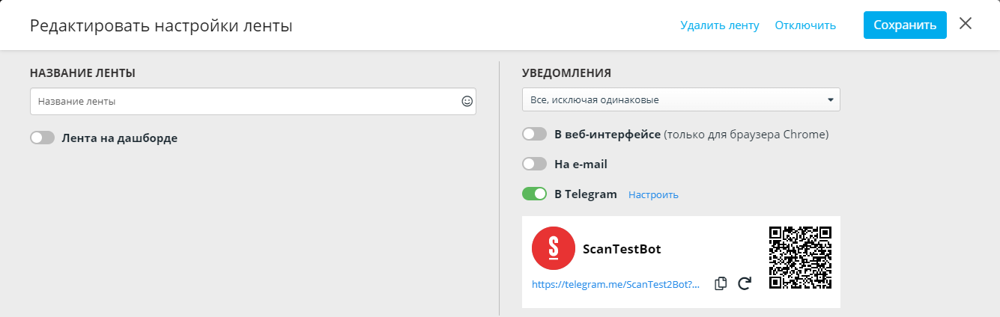 Редактировать настройки ленты
Удалить ленту
Отключить
Сохранить
НАЗВАНИЕ ЛЕНТЫ
Название ленты
Лента на дашборде
УВЕДОМЛЕНИЯ
Все, исключая одинаковые
В веб-интерфейсе (только для браузера Chrome)
На e-mail
В Telegram Настроить
S
ScanTestBot
https://telegram.me/ScanTest2Bot?...